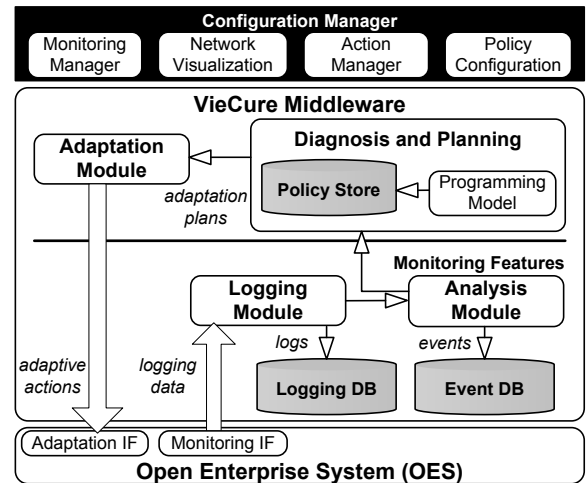 Configuration Manager
Monitoring
Manager
Network
Visualization
Action
Manager
Policy
Configuration
VieCure Middleware
Adaptation
Module
Diagnosis and Planning
Policy Store
Programming
Model
adaptation
plans
Monitoring Features
Logging
Module
Analysis
Module
adaptive
actions
logging
data
logs
events
Logging DB
Event DB
Adaptation IF
Monitoring IF
Open Enterprise System (OES)